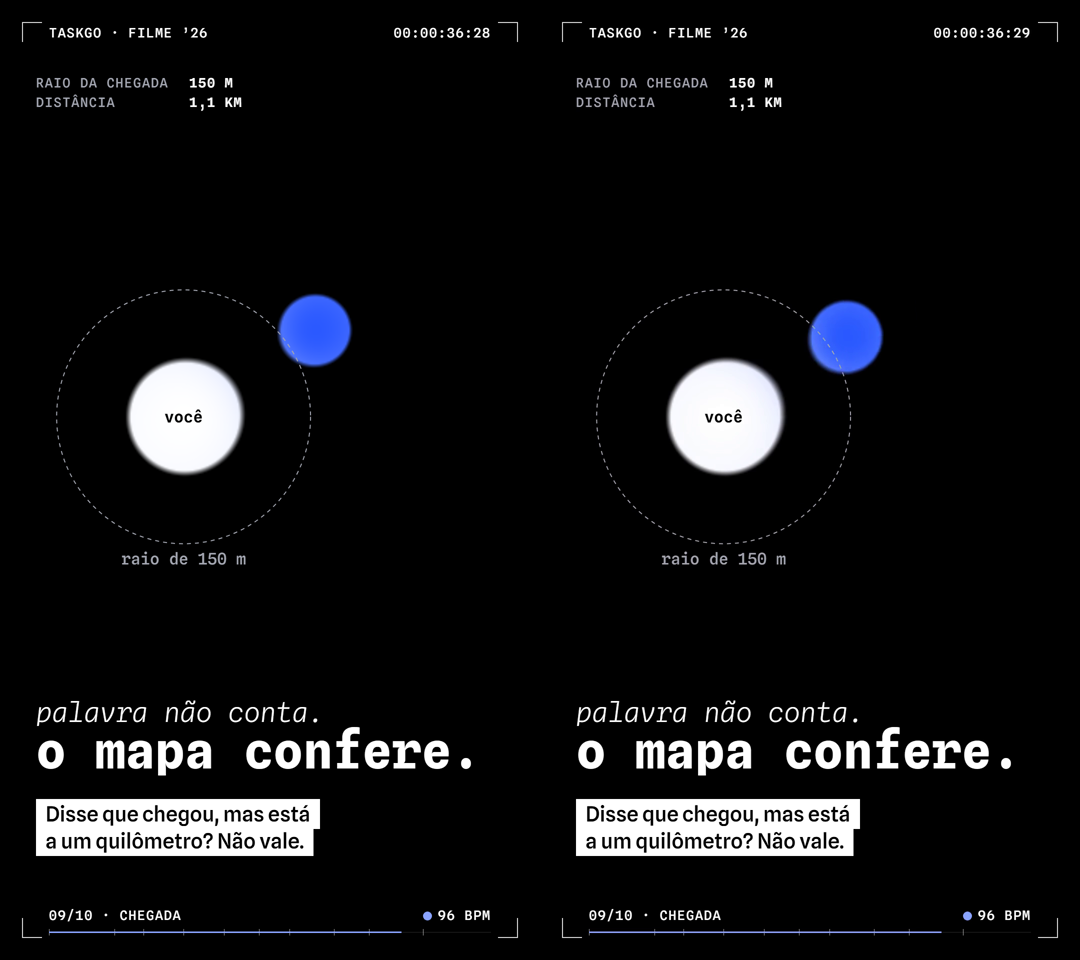 TASKGO · FILME ’26
00:00:36:28
RAIO DA CHEGADA 150 M
DISTÂNCIA 1,1 KM
você
raio de 150 m
palavra não conta.
o mapa confere.
Disse que chegou, mas está
a um quilômetro? Não vale.
09/10 · CHEGADA
96 BPM
TASKGO · FILME ’26
00:00:36:29
RAIO DA CHEGADA 150 M
DISTÂNCIA 1,1 KM
você
raio de 150 m
palavra não conta.
o mapa confere.
Disse que chegou, mas está
a um quilômetro? Não vale.
09/10 · CHEGADA
96 BPM